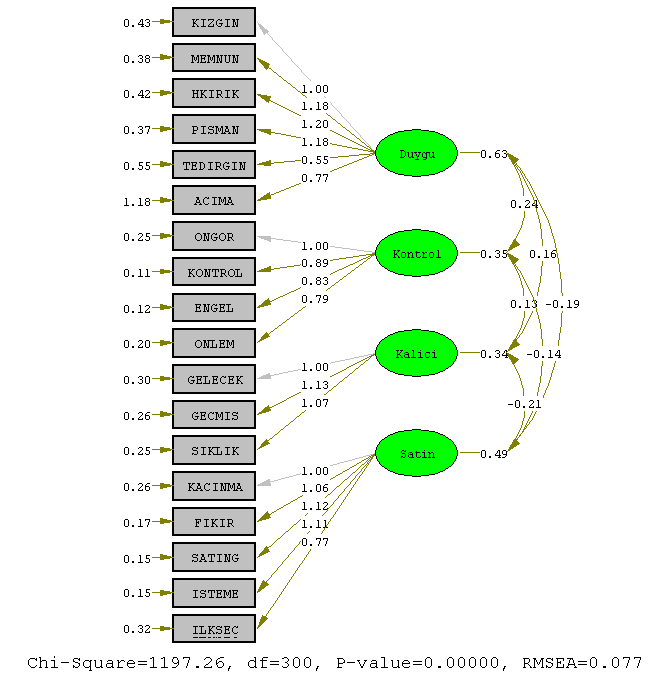 0.43 KIZGIN
0.38 MEMNUN
1.00
0.42 HKIRIK
1.18
1.20
0.37 PISMAN
1.18
Duygu 0.63
0.55 TEDIRGIN
0.55
0.77
1.18 ACIMA
0.24
0.25 ONGOR
1.00
Kontrol 0.35 0.16
0.89
0.11 KONTROL
0.83
0.79
0.12 ENGEL
0.13 -0.19
0.20 ONLEM
Kalici 0.34 -0.14
1.00
0.30 GELECEK
1.13
1.07
-0.21
0.26 GECMIS
0.25 SIKLIK
Satin 0.49
1.00
0.26 KACINMA
1.06
1.12
0.17 FIKIR
1.11
0.77
0.15 SATING
0.15 ISTEME
0.32 ILKSEC
Chi-Square=1197.26, df=300, P-value=0.00000, RMSEA=0.077